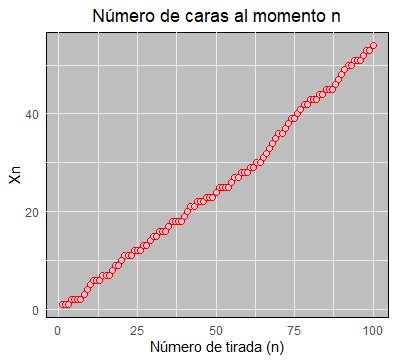 Número de caras al momento n
Xn
40
20
0
0 25 50 75 100
Número de tirada (n)